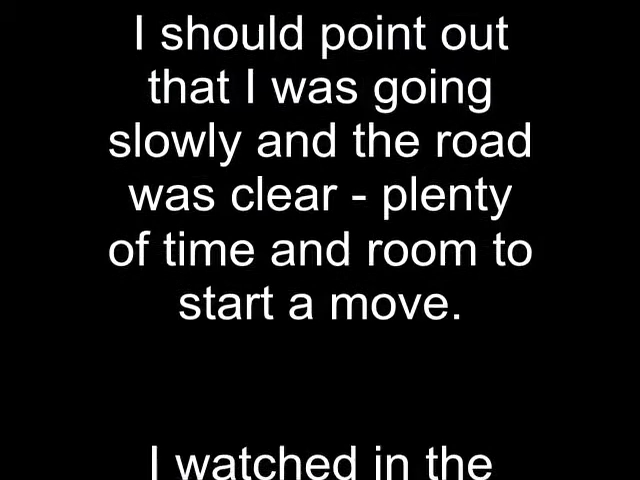 I should point out
that I was going
slowly and the road
was clear - plenty
of time and room to
start a move.
I watched in the